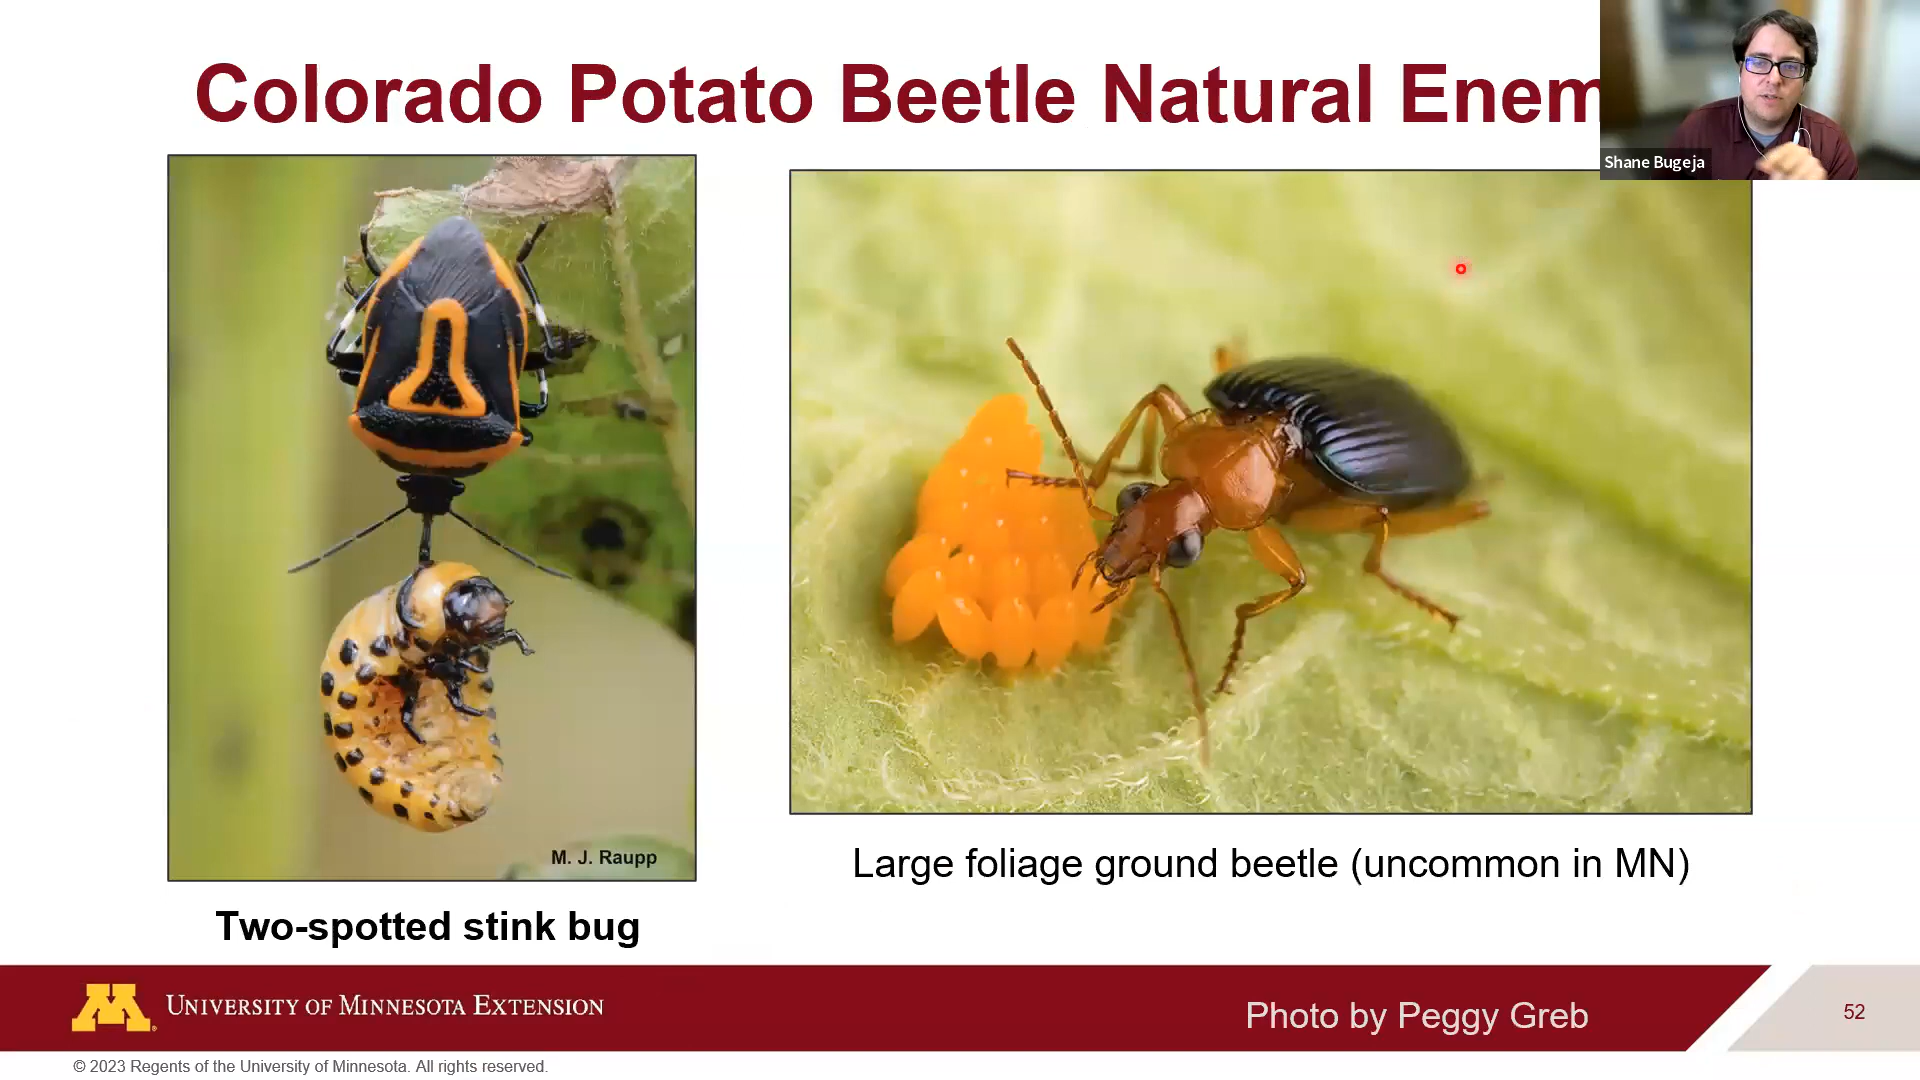 Colorado Potato Beetle Natural Enem
Shane Bugeja
M. J. Raupp
Two-spotted stink bug
Large foliage ground beetle (uncommon in MN)
M
UNIVERSITY OF MINNESOTA EXTENSION
Photo by Peggy Greb
52
© 2023 Regents of the University of Minnesota. All rights reserved.